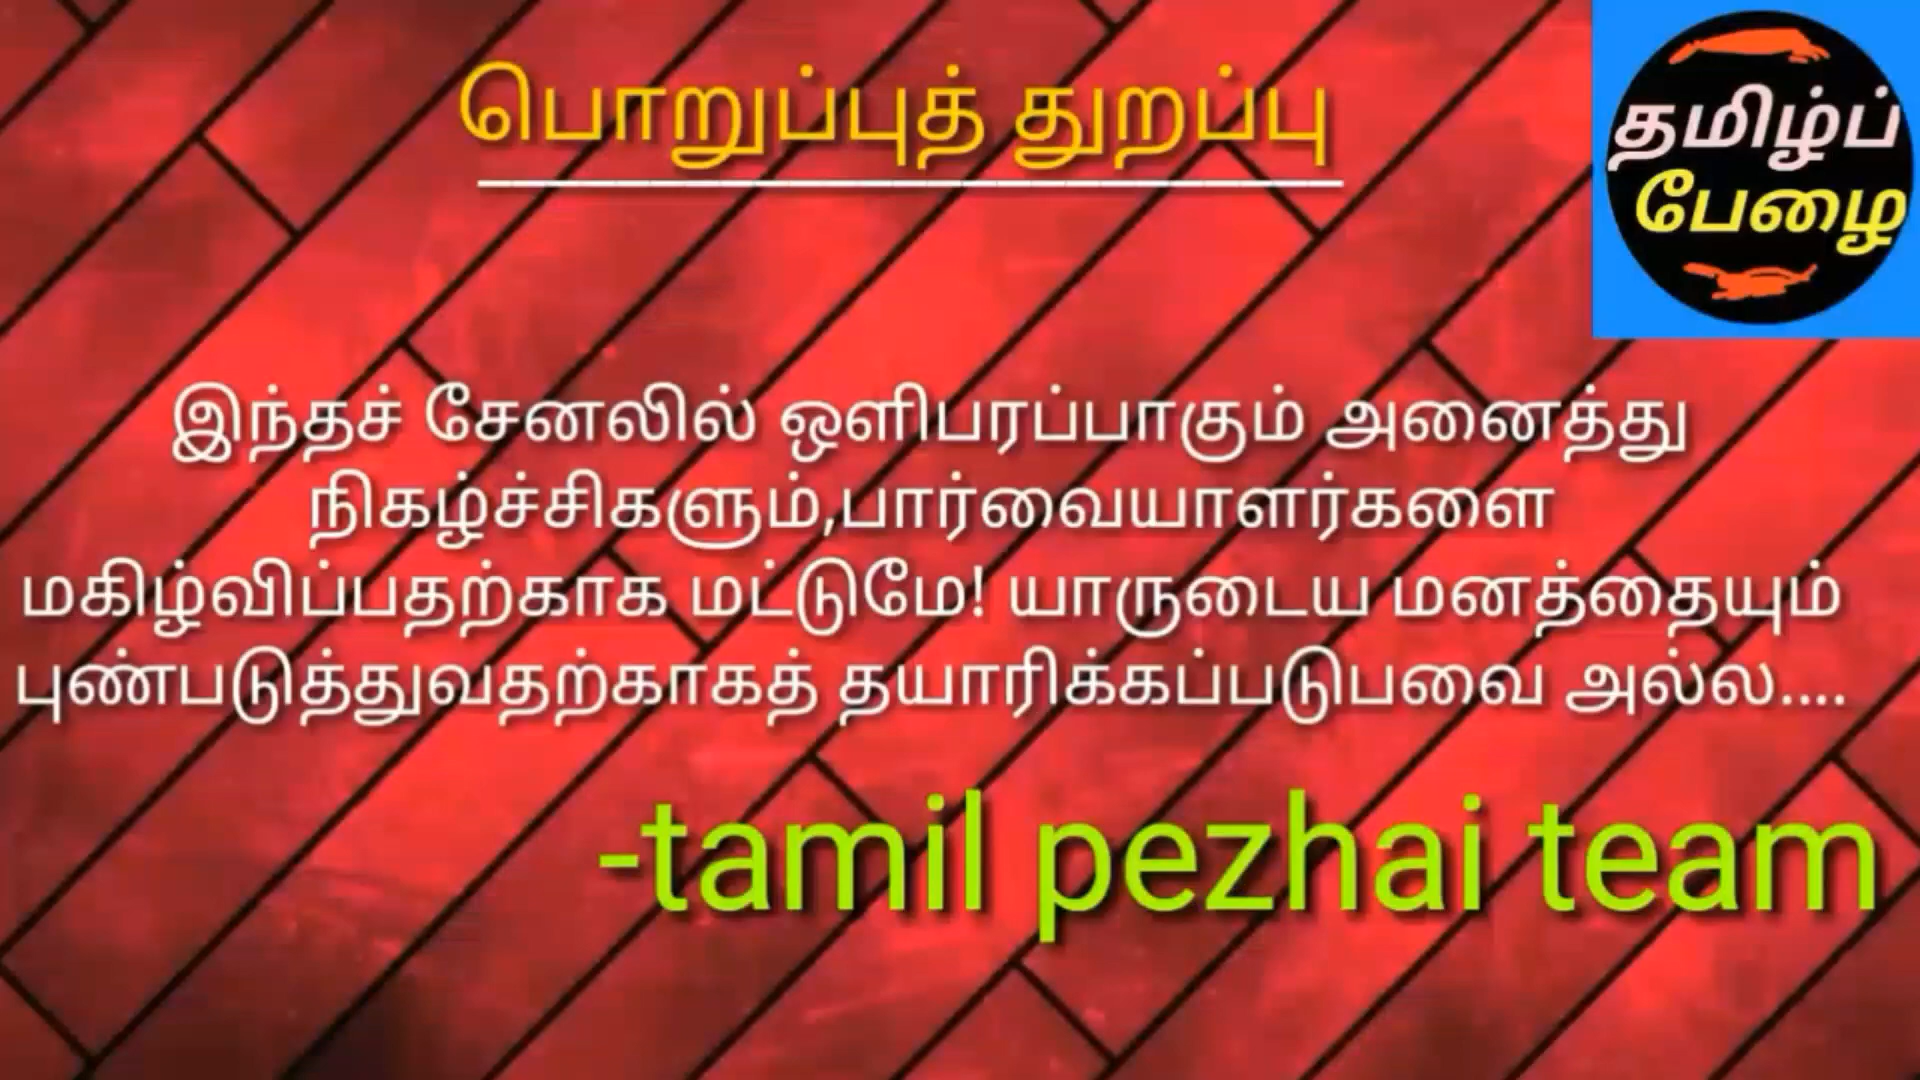 பொறுப்புத் துறப்பு
தமிழ்ப்
பேழை
இந்தச் சேனலில் ஒளிபரப்பாகும் அனைத்து
நிகழ்ச்சிகளும்,பார்வையாளர்களை
மகிழ்விப்பதற்காக மட்டுமே! யாருடைய மனத்தையும்
புண்படுத்துவதற்காகத் தயாரிக்கப்படுபவை அல்ல....
-tamil pezhai team